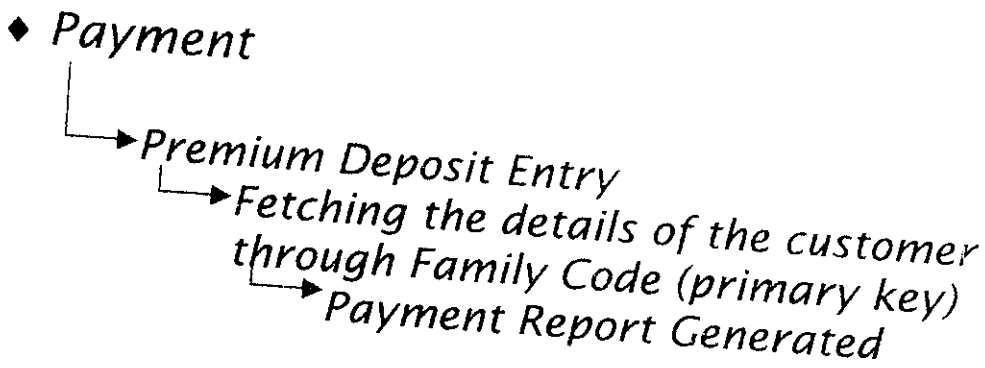 ♦ Payment
Premium Deposit Entry
Fetching the details of the customer
through Family Code (primary key)
Payment Report Generated